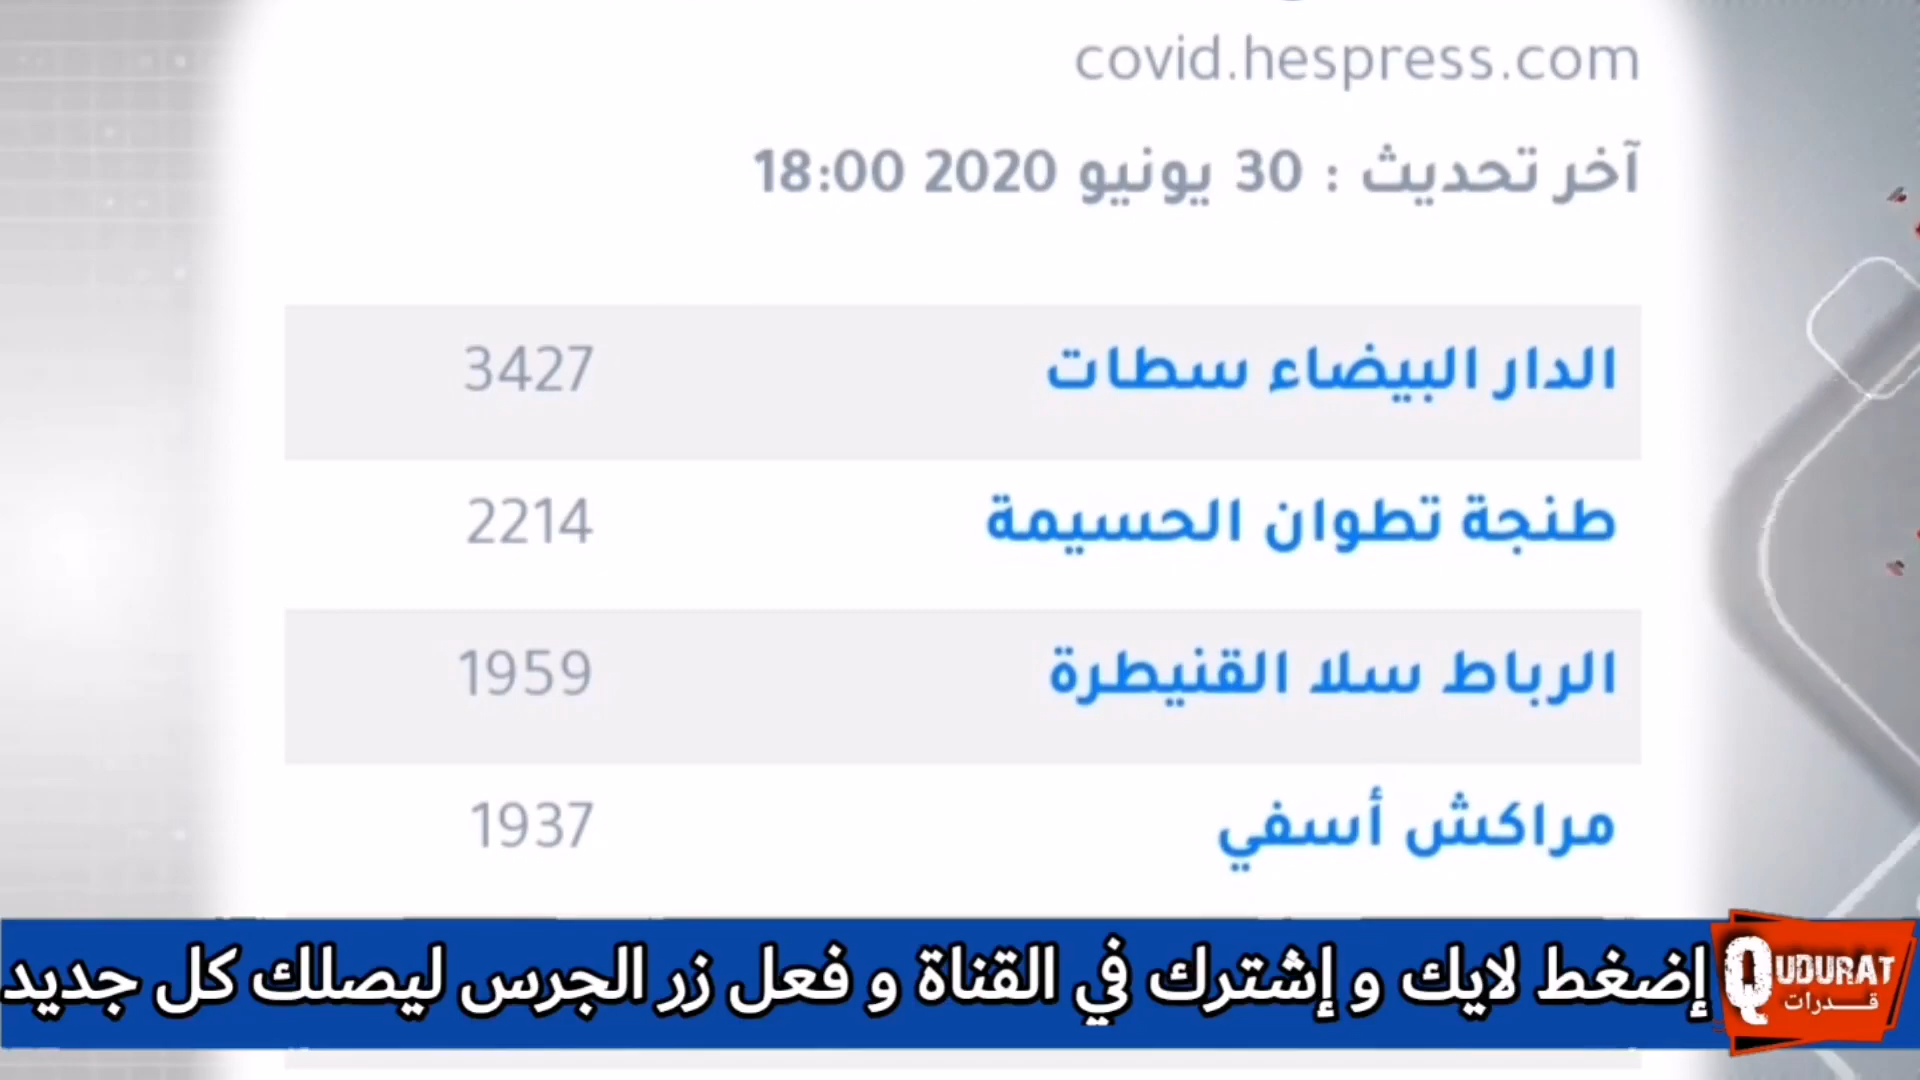 covid.hespress.com
آخر تحديث : 30 يونيو 2020 18:00
الدار البيضاء سطات 3427
طنجة تطوان الحسيمة 2214
الرباط سلا القنيطرة 1959
مراكش أسفي 1937
إضغط لايك و إشترك في القناة و فعل زر الجرس ليصلك كل جديد
QUDURAT
قـدرات